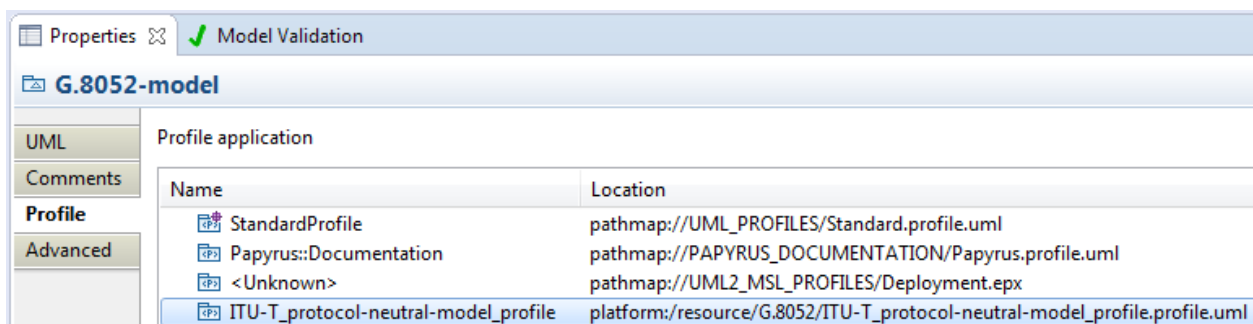 Properties Model Validation
G.8052-model
UML
Profile application
Comments
Name Location
Profile
StandardProfile pathmap://UML_PROFILES/Standard.profile.uml
Advanced
Papyrus::Documentation pathmap://PAPYRUS_DOCUMENTATION/Papyrus.profile.uml
<Unknown> pathmap://UML2_MSL_PROFILES/Deployment.epx
ITU-T_protocol-neutral-model_profile platform:/resource/G.8052/ITU-T_protocol-neutral-model_profile.profile.uml